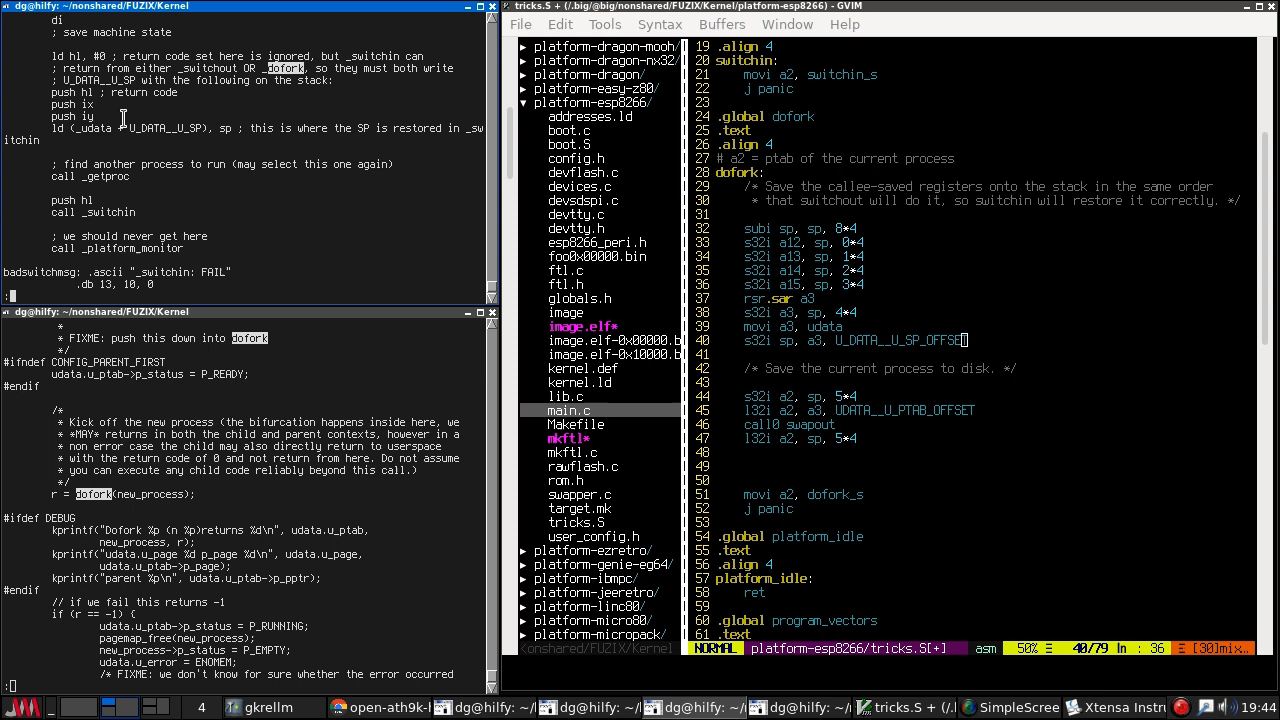 dg@hilfy: ~/nonshared/FUZIX/Kernel
di
; save machine state
ld hl, #0 ; return code set here is ignored, but _switchin can
; return from either _switchout OR _dofork, so they must both write
; U_DATA__U_SP with the following on the stack:
push hl ; return code
push ix
push iy
ld (_udata + U_DATA__U_SP), sp ; this is where the SP is restored in _sw
itchin
; find another process to run (may select this one again)
call _getproc
push hl
call _switchin
; we should never get here
call _platform_monitor
badswitchmsg: .ascii "_switchin: FAIL"
.db 13, 10, 0
:
dg@hilfy: ~/nonshared/FUZIX/Kernel
*
* FIXME: push this down into dofork
*/
#ifndef CONFIG_PARENT_FIRST
udata.u_ptab->p_status = P_READY;
#endif
/*
* Kick off the new process (the bifurcation happens inside here, we
* *MAY* returns in both the child and parent contexts, however in a
* non error case the child may also directly return to userspace
* with the return code of 0 and not return from here. Do not assume
* you can execute any child code reliably beyond this call.)
*/
r = dofork(new_process);
#ifdef DEBUG
kprintf("Dofork %p (n %p)returns %d\n", udata.u_ptab,
new_process, r);
kprintf("udata.u_page %d p_page %d\n", udata.u_page,
udata.u_ptab->p_page);
kprintf("parent %p\n", udata.u_ptab->p_pptr);
#endif
// if we fail this returns -1
if (r == -1) {
udata.u_ptab->p_status = P_RUNNING;
pagemap_free(new_process);
new_process->p_status = P_EMPTY;
udata.u_error = ENOMEM;
/* FIXME: we don't know for sure whether the error occurred
:
tricks.S + (/.big/@big/nonshared/FUZIX/Kernel/platform-esp8266) - GVIM
File Edit Tools Syntax Buffers Window Help
▸ platform-dragon-mooh/
▸ platform-dragon-nx32/
▸ platform-dragon/
▸ platform-easy-z80/
▾ platform-esp8266/
addresses.ld
boot.c
boot.S
config.h
devflash.c
devices.c
devsdspi.c
devtty.c
devtty.h
esp8266_peri.h
foo0x00000.bin
ftl.c
ftl.h
globals.h
image
image.elf*
image.elf-0x00000.b
image.elf-0x10000.b
kernel.def
kernel.ld
lib.c
main.c
Makefile
mkftl*
mkftl.c
rawflash.c
rom.h
swapper.c
target.mk
tricks.S
user_config.h
▸ platform-ezretro/
▸ platform-genie-eg64/
▸ platform-ibmpc/
▸ platform-jeeretro/
▸ platform-linc80/
▸ platform-micro80/
▸ platform-micropack/
<onshared/FUZIX/Kernel
19 .align 4
20 switchin:
21 movi a2, switchin_s
22 j panic
23
24 .global dofork
25 .text
26 .align 4
27 # a2 = ptab of the current process
28 dofork:
29 /* Save the callee-saved registers onto the stack in the same order
30 * that switchout will do it, so switchin will restore it correctly. */
31
32 subi sp, sp, 8*4
33 s32i a12, sp, 0*4
34 s32i a13, sp, 1*4
35 s32i a14, sp, 2*4
36 s32i a15, sp, 3*4
37 rsr.sar a3
38 s32i a3, sp, 4*4
39 movi a3, udata
40 s32i sp, a3, U_DATA__U_SP_OFFSET
41
42 /* Save the current process to disk. */
43
44 s32i a2, sp, 5*4
45 l32i a2, a3, UDATA__U_PTAB_OFFSET
46 call0 swapout
47 l32i a2, sp, 5*4
48
49
50
51 movi a2, dofork_s
52 j panic
53
54 .global platform_idle
55 .text
56 .align 4
57 platform_idle:
58 ret
59
60 .global program_vectors
61 .text
NORMAL platform-esp8266/tricks.S[+] asm 50% Ξ 40/79 ln : 36 Ξ [30]mix..
4 gkrellm open-ath9k- dg@hilfy: ~/ dg@hilfy: ~/ dg@hilfy: ~/ dg@hilfy: ~/ tricks.S + (/. SimpleScree Xtensa Instr 19:44